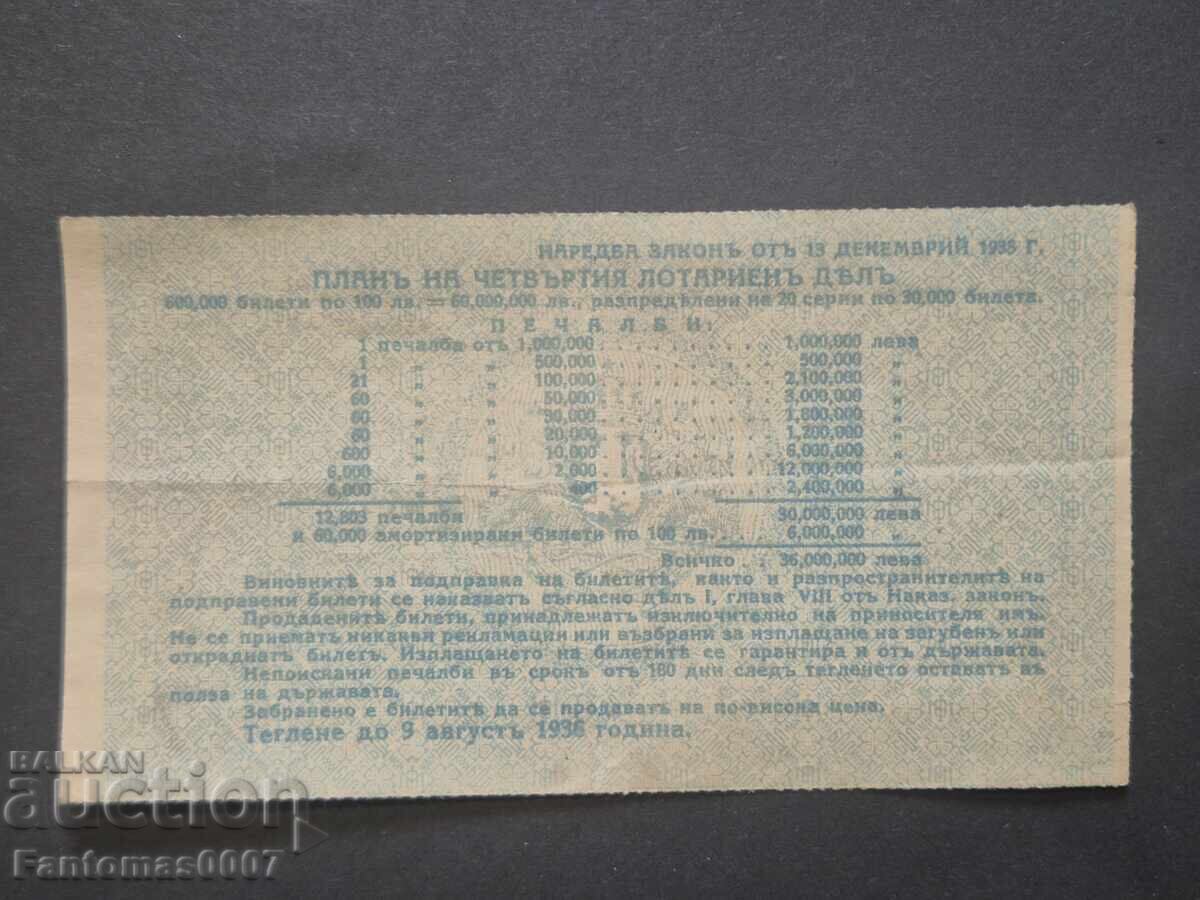 НАРЕДБА ЗАКОНЪ ОТЪ 13 ДЕКЕМВРИЙ 1935 Г.
ПЛАНЪ НА ЧЕТВЪРТИЯ ЛОТАРИЕНЪ ДѢЛЪ
600,000 билети по 100 лв. = 60,000,000 лв., разпредѣлени на 20 серии по 30,000 билета.
ПЕЧАЛБИ:
1 печалба отъ 1,000,000 . . . . . . . . 1,000,000 лева
1 „ „ 500,000 . . . . . . . . 500,000 „
21 „ „ 100,000 . . . . . . . . 2,100,000 „
60 „ „ 50,000 . . . . . . . . 3,000,000 „
60 „ „ 30,000 . . . . . . . . 1,800,000 „
60 „ „ 20,000 . . . . . . . . 1,200,000 „
600 „ „ 10,000 . . . . . . . . 6,000,000 „
6,000 „ „ 2,000 . . . . . . . . 12,000,000 „
6,000 „ „ 400 . . . . . . . . 2,400,000 „
12,803 печалби 30,000,000 лева
и 60,000 амортизирани билети по 100 лв. . . 6,000,000 „
Всичко . : 36,000,000 лева
Виновнитѣ за подправка на билетитѣ, както и разпространителитѣ на
подправени билети се наказватъ съгласно дѣлъ I, глава VIII отъ Наказ. законъ.
Продаденитѣ билети, принадлежатъ изключително на приносителя имъ.
Не се приематъ никакви рекламации или възбрани за изплащане на загубенъ или
откраднатъ билетъ. Изплащането на билетитѣ се гарантира и отъ държавата.
Непоискани печалби въ срокъ отъ 180 дни следъ тегленето оставатъ въ
полза на държавата.
Забранено е билетитѣ да се продаватъ на по-висока цена.
Теглене до 9 августъ 1936 година.
BALKAN
auction
Fantomas0007